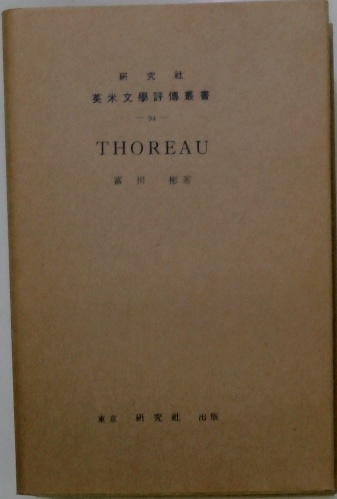 研究社
英米文學評傳叢書
— 94 —
THOREAU
富田 彬著
東京 研究社 出版